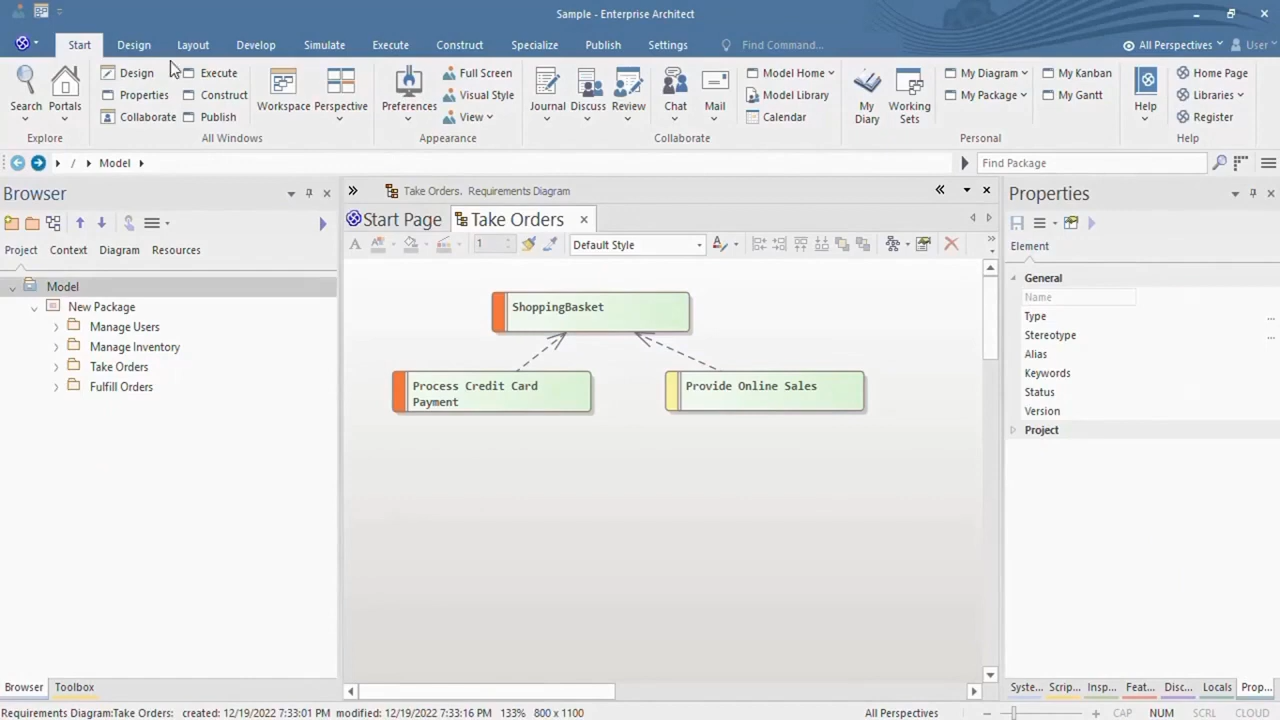 Sample - Enterprise Architect
Start Design Layout Develop Simulate Execute Construct Specialize Publish Settings Find Command... All Perspectives User
Search Portals Design Properties Collaborate Execute Construct Publish Workspace Perspective Preferences Full Screen Visual Style View Journal Discuss Review Chat Mail Model Home Model Library Calendar My Diary Working Sets My Diagram My Package My Kanban My Gantt Help Home Page Libraries Register
Explore All Windows Appearance Collaborate Personal Help
/ Model Find Package
Browser
Project Context Diagram Resources
Model
New Package
Manage Users
Manage Inventory
Take Orders
Fulfill Orders
Browser Toolbox
Take Orders. Requirements Diagram
Start Page Take Orders
A 1 Default Style
ShoppingBasket
Process Credit Card
Payment
Provide Online Sales
Properties
Element
General
Name
Type ...
Stereotype ...
Alias
Keywords
Status
Version
Project
Syste... Scrip... Insp... Feat... Disc... Locals Prop...
Requirements Diagram:Take Orders: created: 12/19/2022 7:33:01 PM modified: 12/19/2022 7:33:16 PM 133% 800 x 1100 All Perspectives CAP NUM SCRL CLOUD